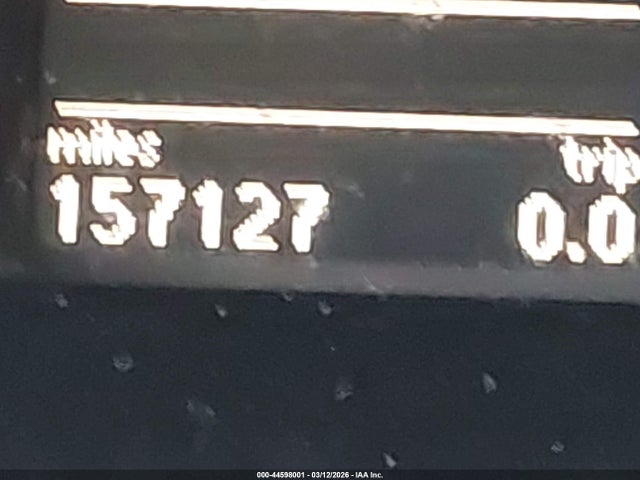 miles trip
157127 0.0
000-44598001 - 03/12/2026 - IAA Inc.